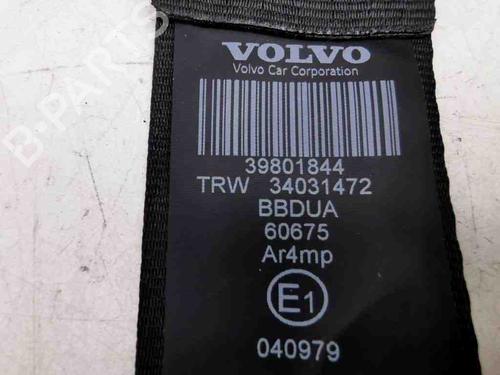 VOLVO
Volvo Car Corporation
39801844
TRW 34031472
BBDUA
60675
Ar4mp
E1
040979
B-PARTS